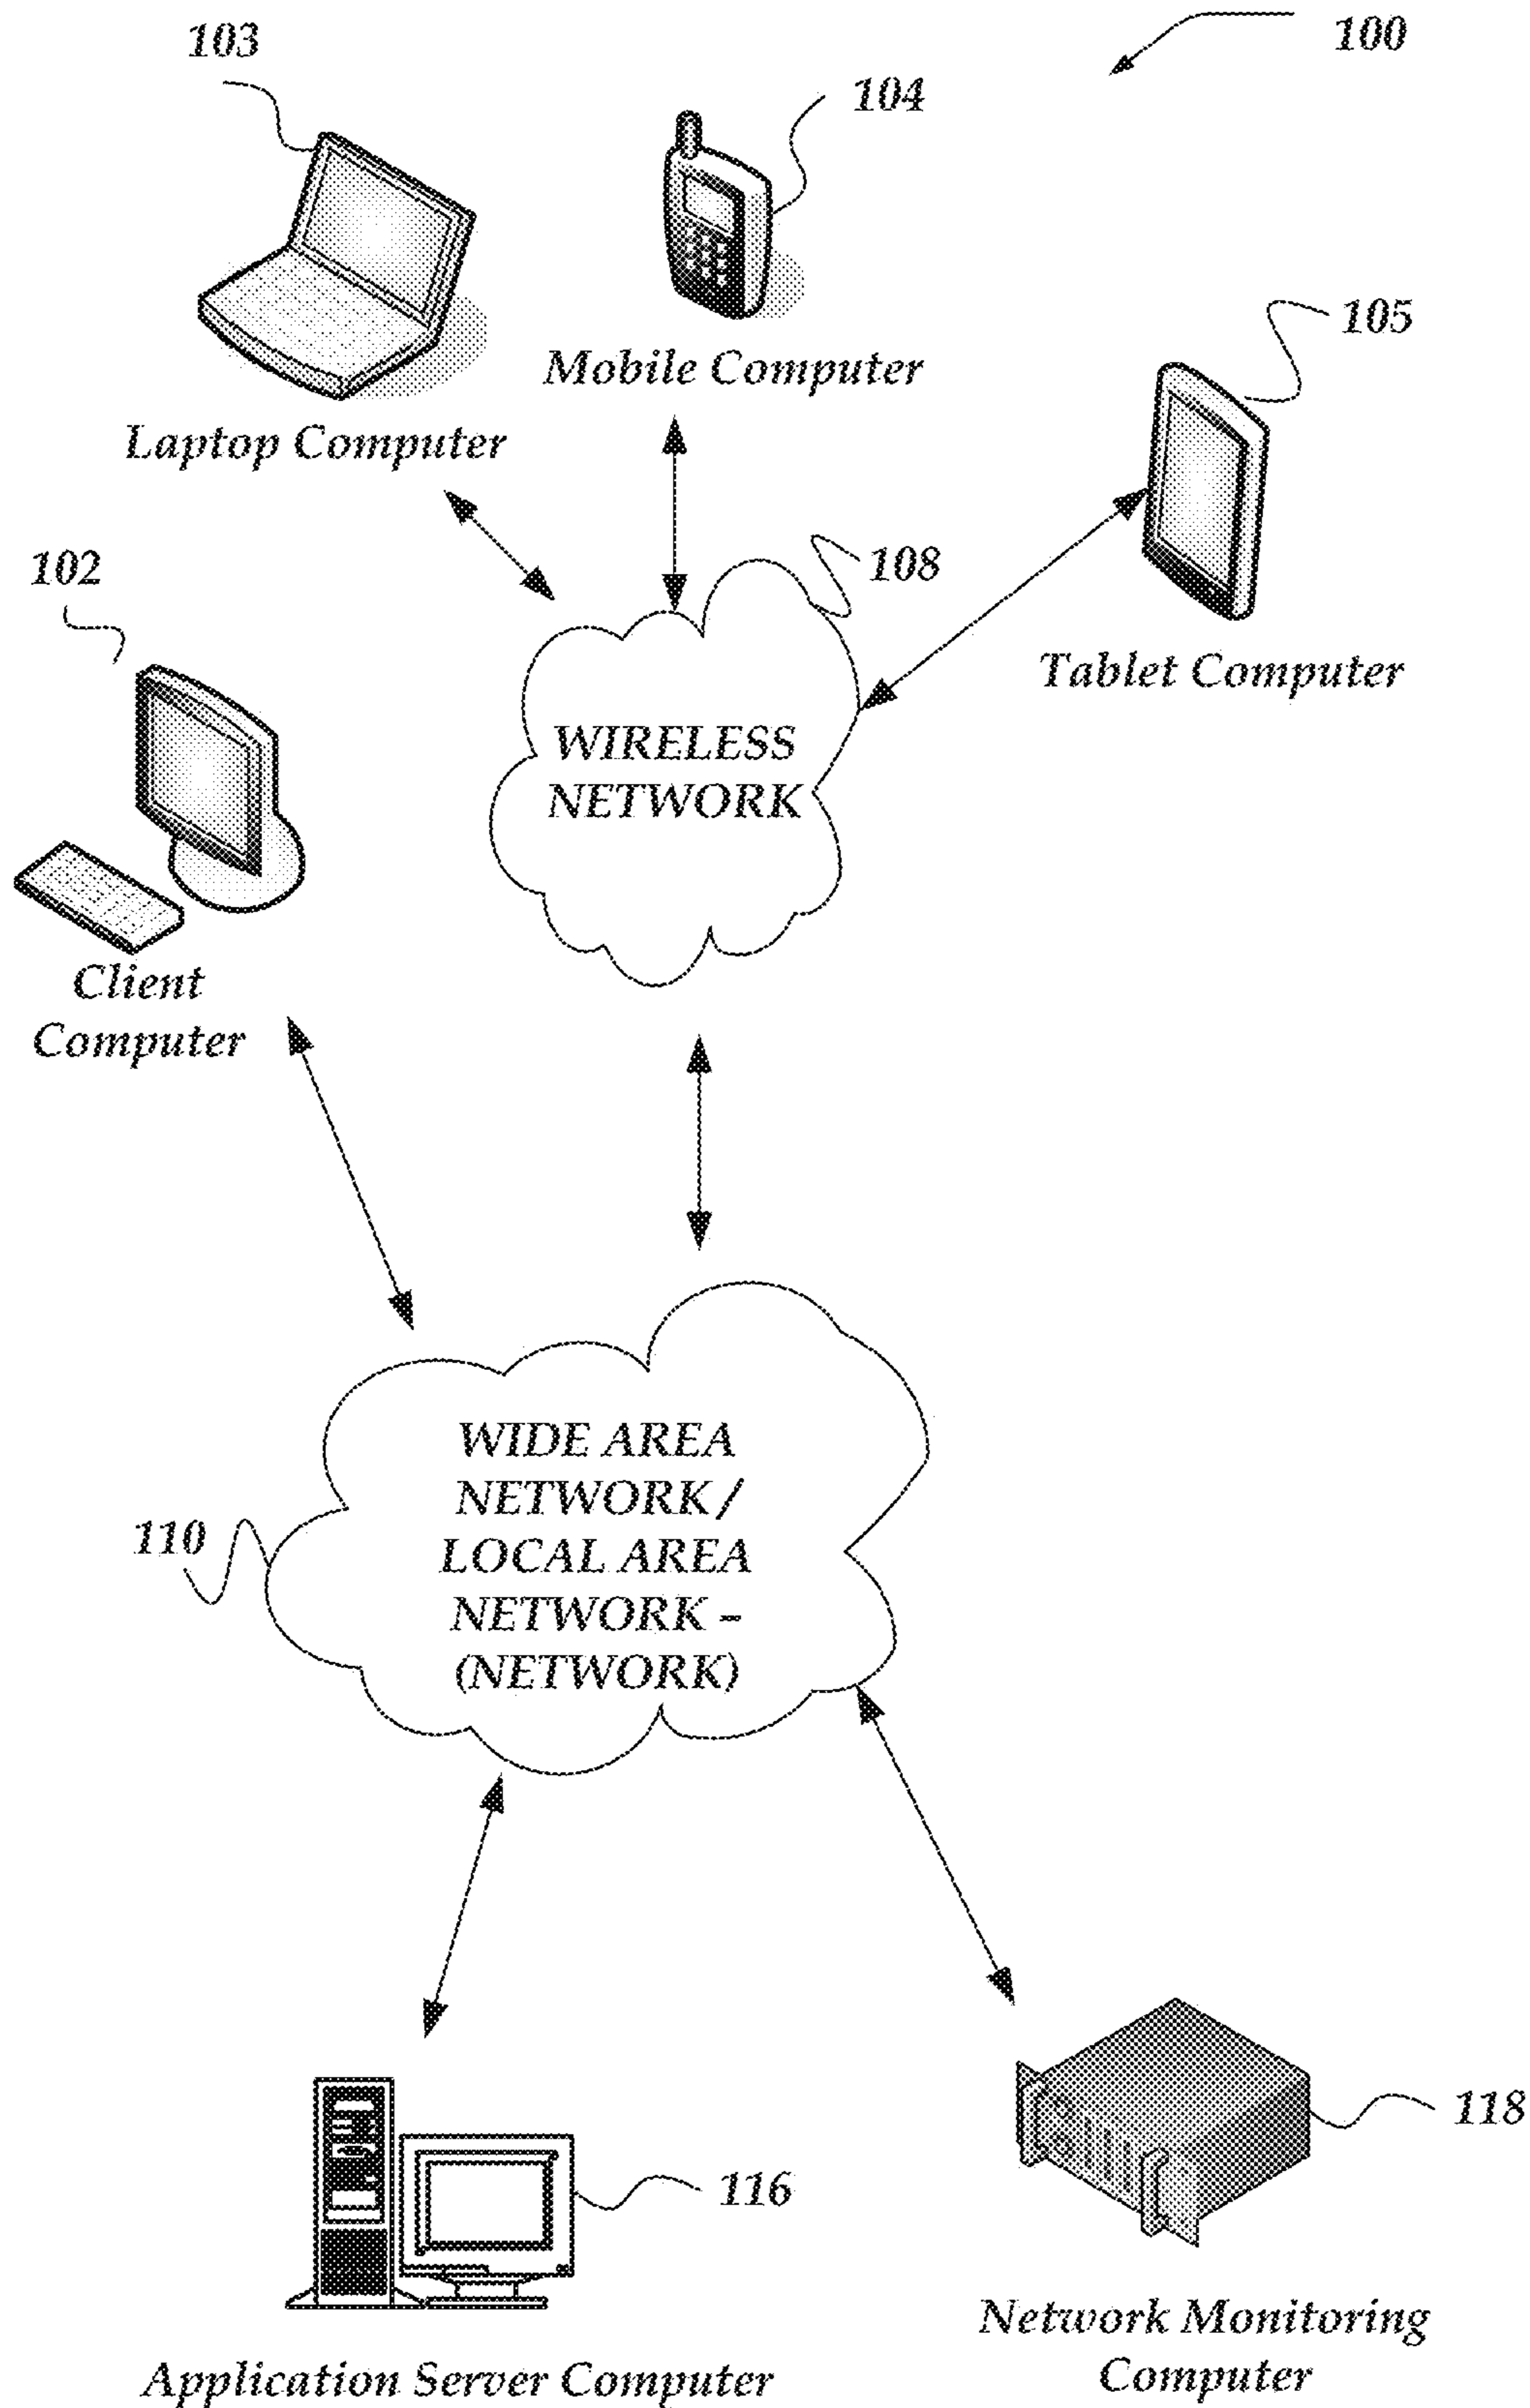 103
100
104
105
Mobile Computer
Laptop Computer
102
108
Tablet Computer
WIRELESS
NETWORK
Client
Computer
WIDE AREA
NETWORK /
LOCAL AREA
NETWORK –
(NETWORK)
110
118
116
Network Monitoring
Computer
Application Server Computer